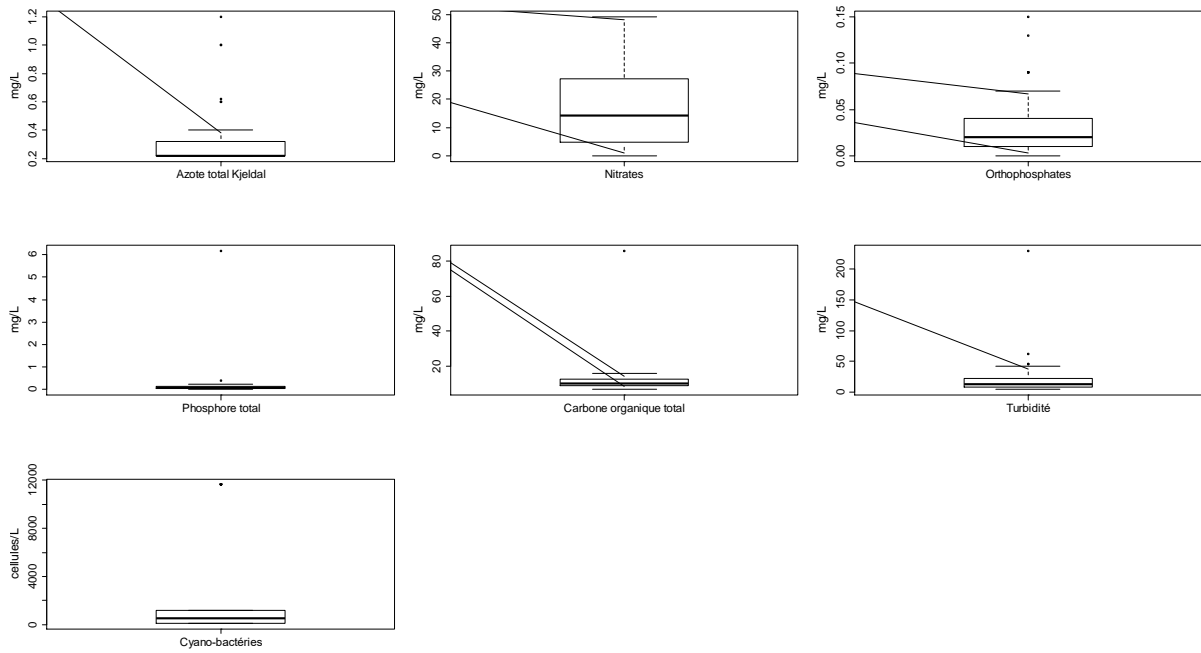 mg/L
1.2
1.0
0.8
0.6
0.4
0.2
Azote total Kjeldal
mg/L
50
40
30
20
10
0
Nitrates
mg/L
0.15
0.10
0.05
0.00
Orthophosphates
mg/L
6
5
4
3
2
1
0
Phosphore total
mg/L
80
60
40
20
Carbone organique total
mg/L
200
150
100
50
0
Turbidité
cellules/L
12000
8000
4000
0
Cyano-bactéries